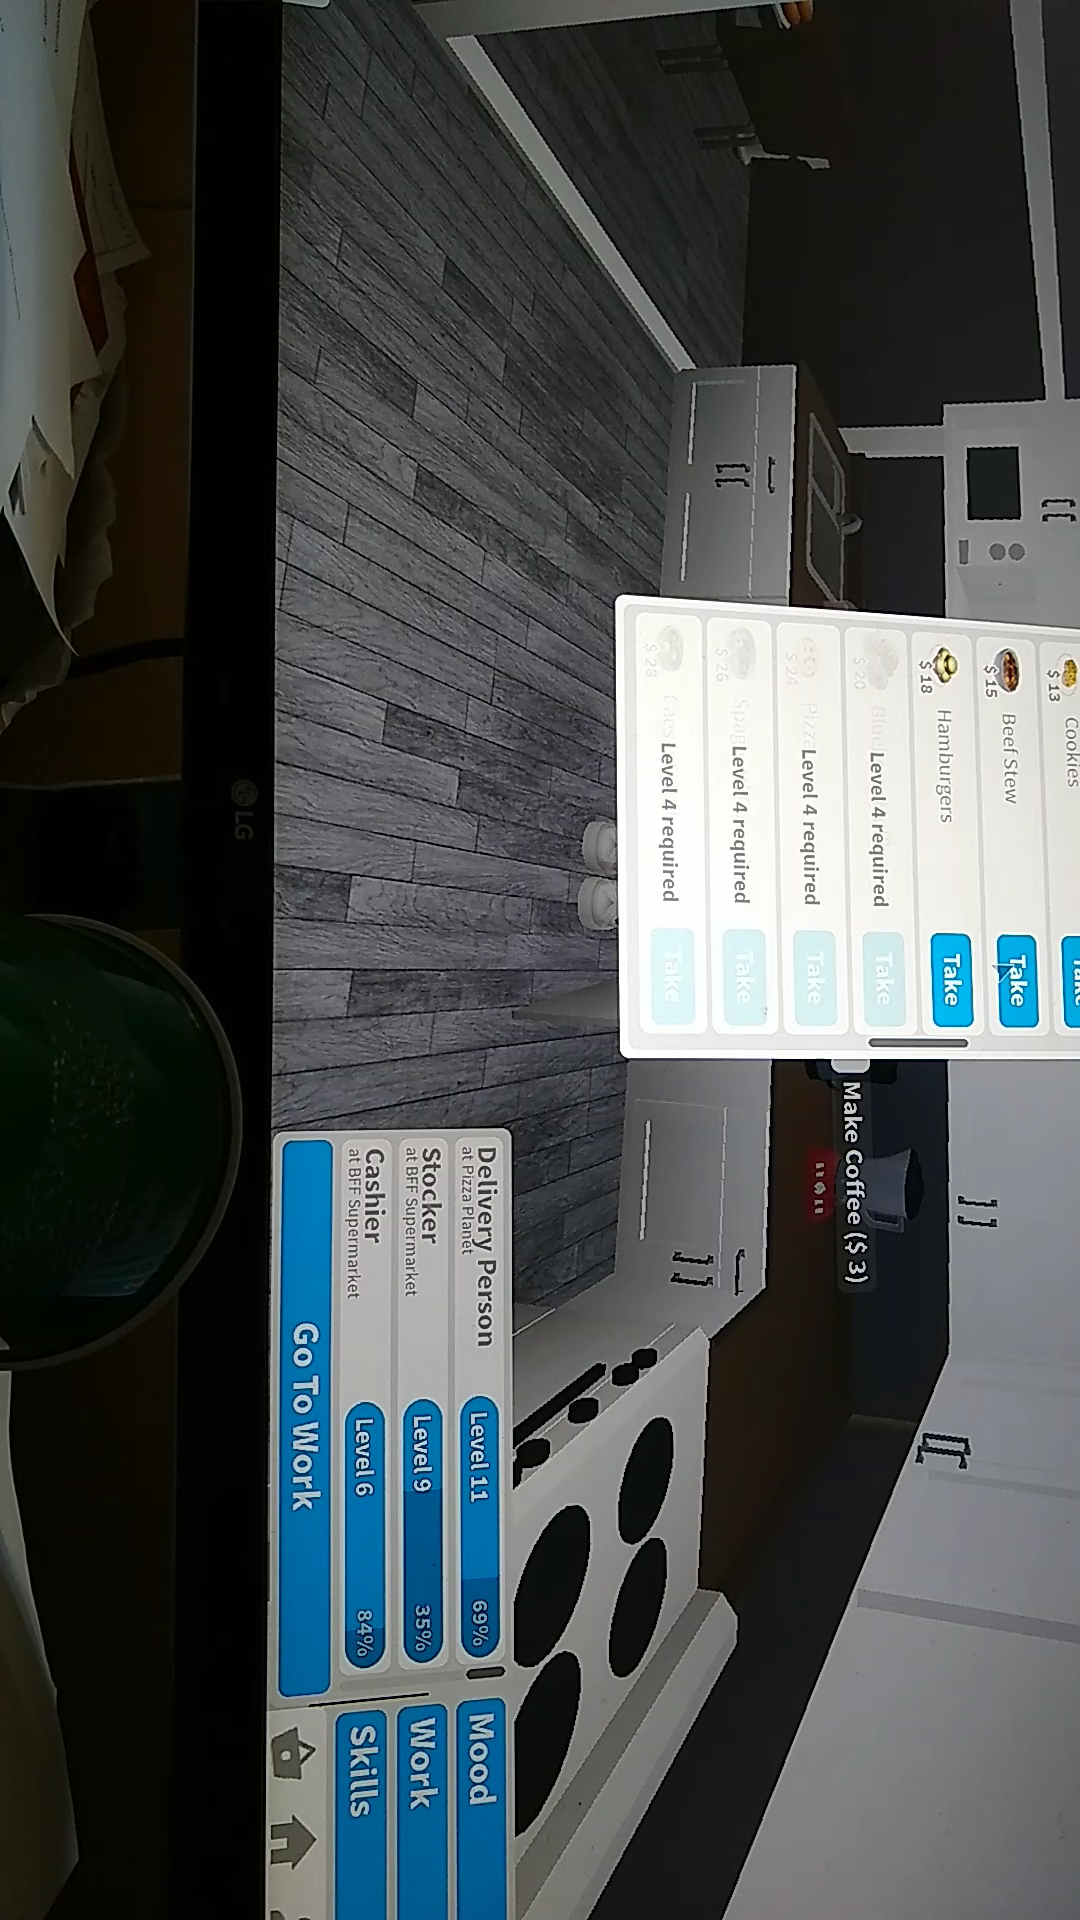 Cookies
$ 13
Beef Stew
$ 15
Take
Hamburgers
$ 18
Take
$ 20
Level 4 required
Take
Pizza
$ 24
Level 4 required
Take
$ 26
Level 4 required
Take
$ 28
Level 4 required
Take
Make Coffee ($ 3)
Delivery Person
at Pizza Planet
Level 11
69%
Stocker
at BFF Supermarket
Level 9
35%
Cashier
at BFF Supermarket
Level 6
84%
Go To Work
Mood
Work
Skills
LG